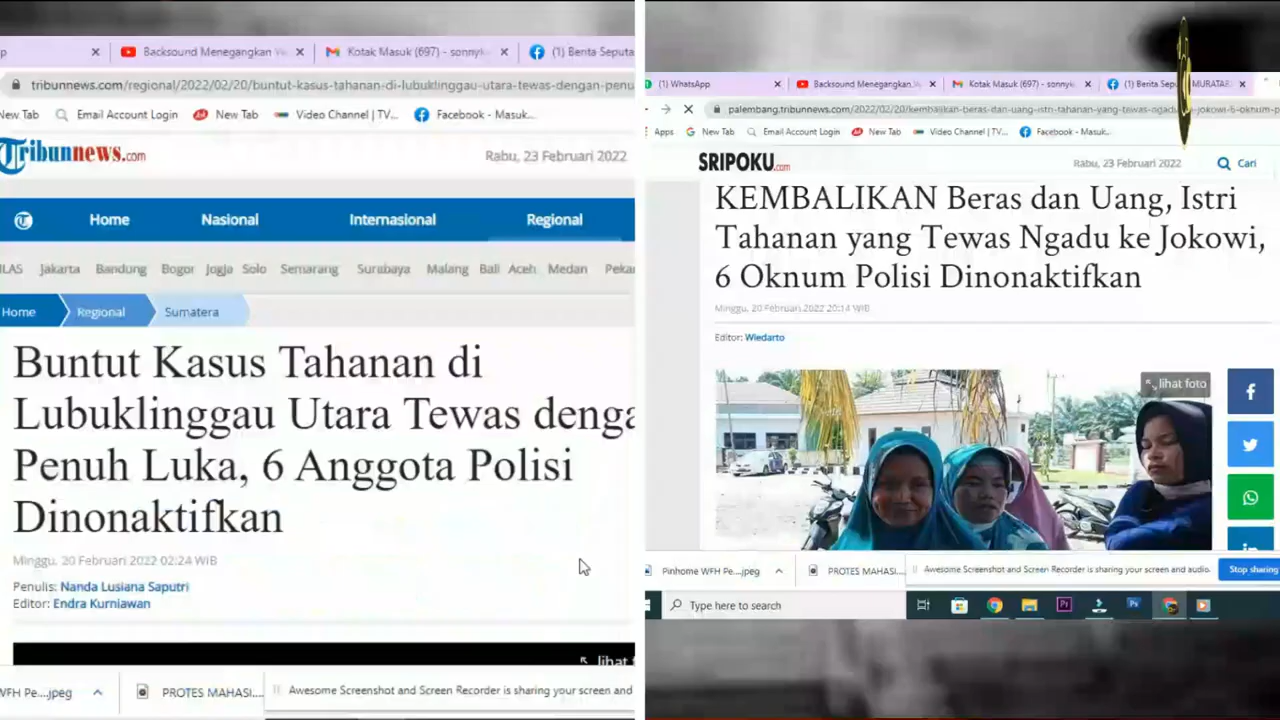 p
Backsound Menegangkan
Kotak Masuk (697) - sonnyk
(1) Berita Seputa
tribunnews.com/regional/2022/02/20/buntut-kasus-tahanan-di-lubuklinggau-utara-tewas-dengan-penu
New Tab
Email Account Login
New Tab
Video Channel | TV...
Facebook - Masuk...
Tribunnews.com
Rabu, 23 Februari 2022
Home
Nasional
Internasional
Regional
ILAS
Jakarta
Bandung
Bogor
Jogja
Solo
Semarang
Surabaya
Malang
Bali
Aceh
Medan
Pekan
Home
Regional
Sumatera
Buntut Kasus Tahanan di
Lubuklinggau Utara Tewas denga
Penuh Luka, 6 Anggota Polisi
Dinonaktifkan
Minggu, 20 Februari 2022 02:24 WIB
Penulis: Nanda Lusiana Saputri
Editor: Endra Kurniawan
lihat f
WFH Pe....jpeg
PROTES MAHASI....
Awesome Screenshot and Screen Recorder is sharing your screen and
(1) WhatsApp
Backsound Menegangkan
Kotak Masuk (697) - sonnyk
(1) Berita Sepu
MURATAR
palembang.tribunnews.com/2022/02/20/kembalikan-beras-dan-uang-istri-tahanan-yang-tewas-ngadu-ke-jokowi-6-oknum-p
Apps
New Tab
Email Account Login
New Tab
Video Channel | TV...
Facebook - Masuk...
SRIPOKU.com
Rabu, 23 Februari 2022
Cari
KEMBALIKAN Beras dan Uang, Istri
Tahanan yang Tewas Ngadu ke Jokowi,
6 Oknum Polisi Dinonaktifkan
Minggu, 20 Februari 2022 20:14 WIB
Editor: Wiedarto
lihat foto
Pinhome WFH Pe....jpeg
PROTES MAHASI....
Awesome Screenshot and Screen Recorder is sharing your screen and audio.
Stop sharing
Type here to search